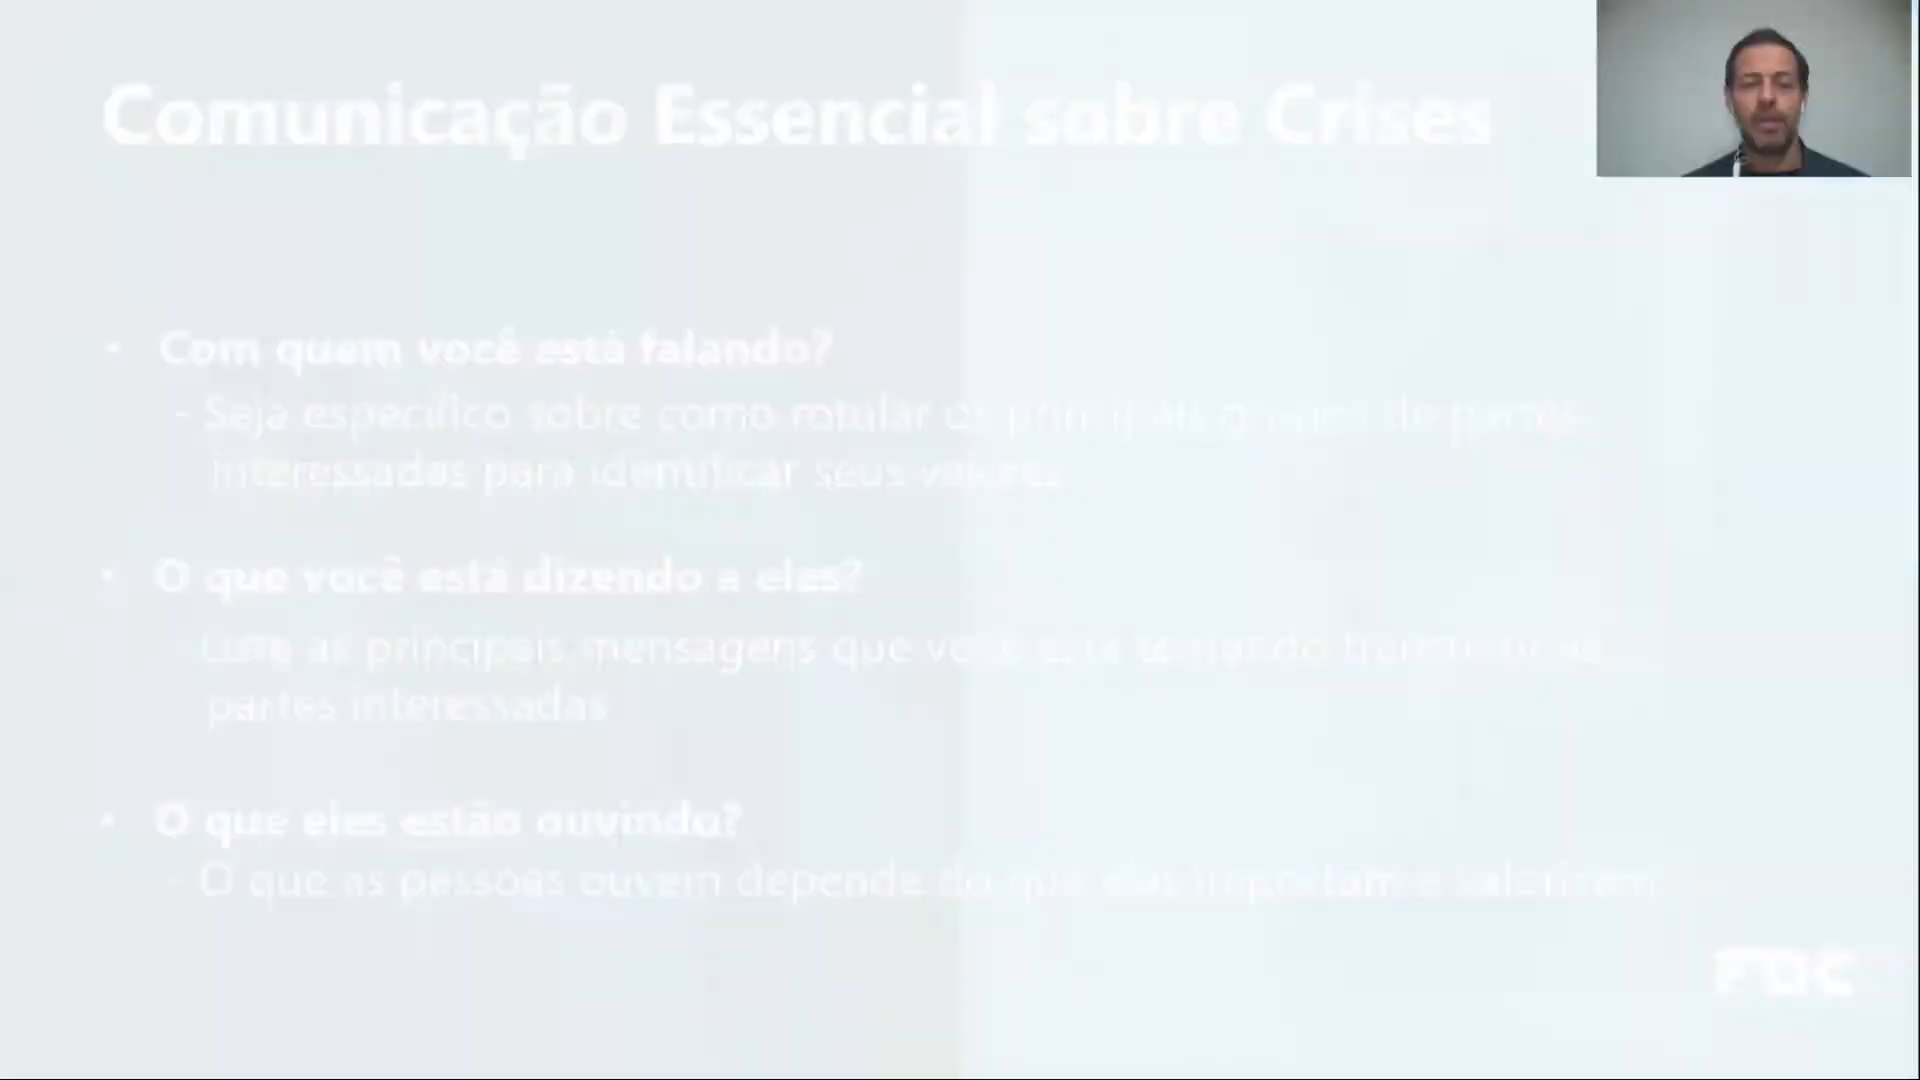 Comunicação Essencial sobre Crises
• Com quem você está falando?
- Seja específico sobre como rotular os principais grupos de partes
interessadas para identificar seus valores
• O que você está dizendo a elas?
Liste as principais mensagens que você está tentando transmitir às
partes interessadas
• O que eles estão ouvindo?
- O que as pessoas ouvem depende do que elas importam e valorizam
FDC